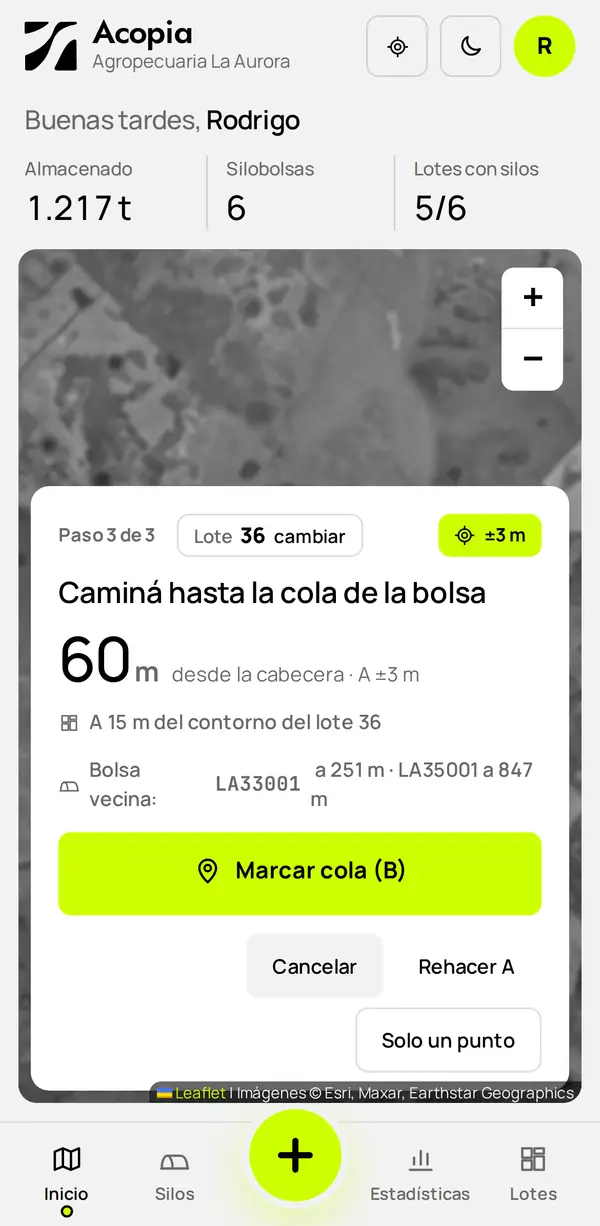 Acopia
Agropecuaria La Aurora
R
Buenas tardes, Rodrigo
Almacenado
Silobolsas
Lotes con silos
1.217 t
6
5/6
+
−
Paso 3 de 3
Lote 36 cambiar
±3 m
Caminá hasta la cola de la bolsa
60 m desde la cabecera · A ±3 m
A 15 m del contorno del lote 36
Bolsa vecina: LA33001 a 251 m · LA35001 a 847 m
Marcar cola (B)
Cancelar
Rehacer A
Solo un punto
Leaflet | Imágenes © Esri, Maxar, Earthstar Geographics
+
Inicio
Silos
Estadísticas
Lotes